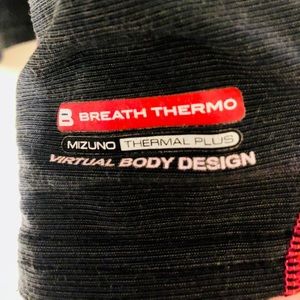 B BREATH THERMO
MIZUNO THERMAL PLUS
VIRTUAL BODY DESIGN